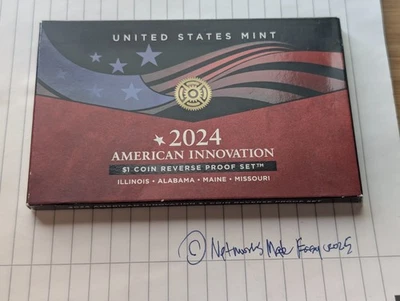 UNITED STATES MINT
★ 2024
AMERICAN INNOVATION
$1 COIN REVERSE PROOF SET™
ILLINOIS • ALABAMA • MAINE • MISSOURI
© Networks Made Easy 2025